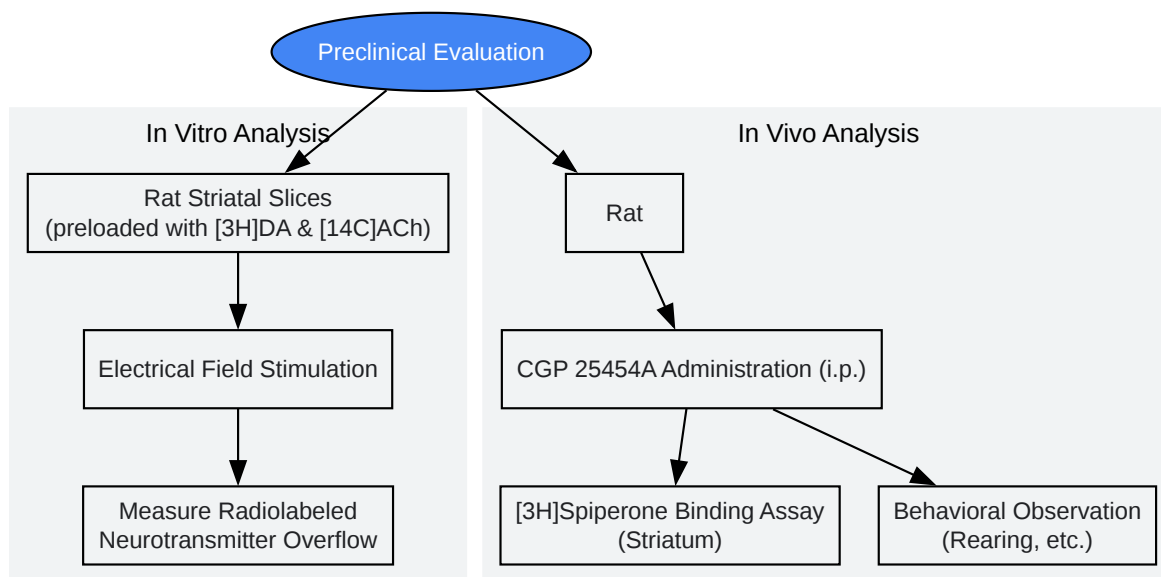 Preclinical Evaluation
In Vitro Analysis
Rat Striatal Slices
(preloaded with [3H]DA & [14C]ACh)
Electrical Field Stimulation
Measure Radiolabeled
Neurotransmitter Overflow
In Vivo Analysis
Rat
CGP 25454A Administration (i.p.)
[3H]Spiperone Binding Assay
(Striatum)
Behavioral Observation
(Rearing, etc.)